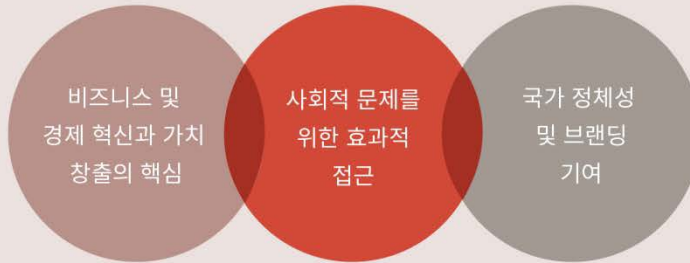 비즈니스 및
경제 혁신과 가치
창출의 핵심
사회적 문제를
위한 효과적
접근
국가 정체성
및 브랜딩
기여